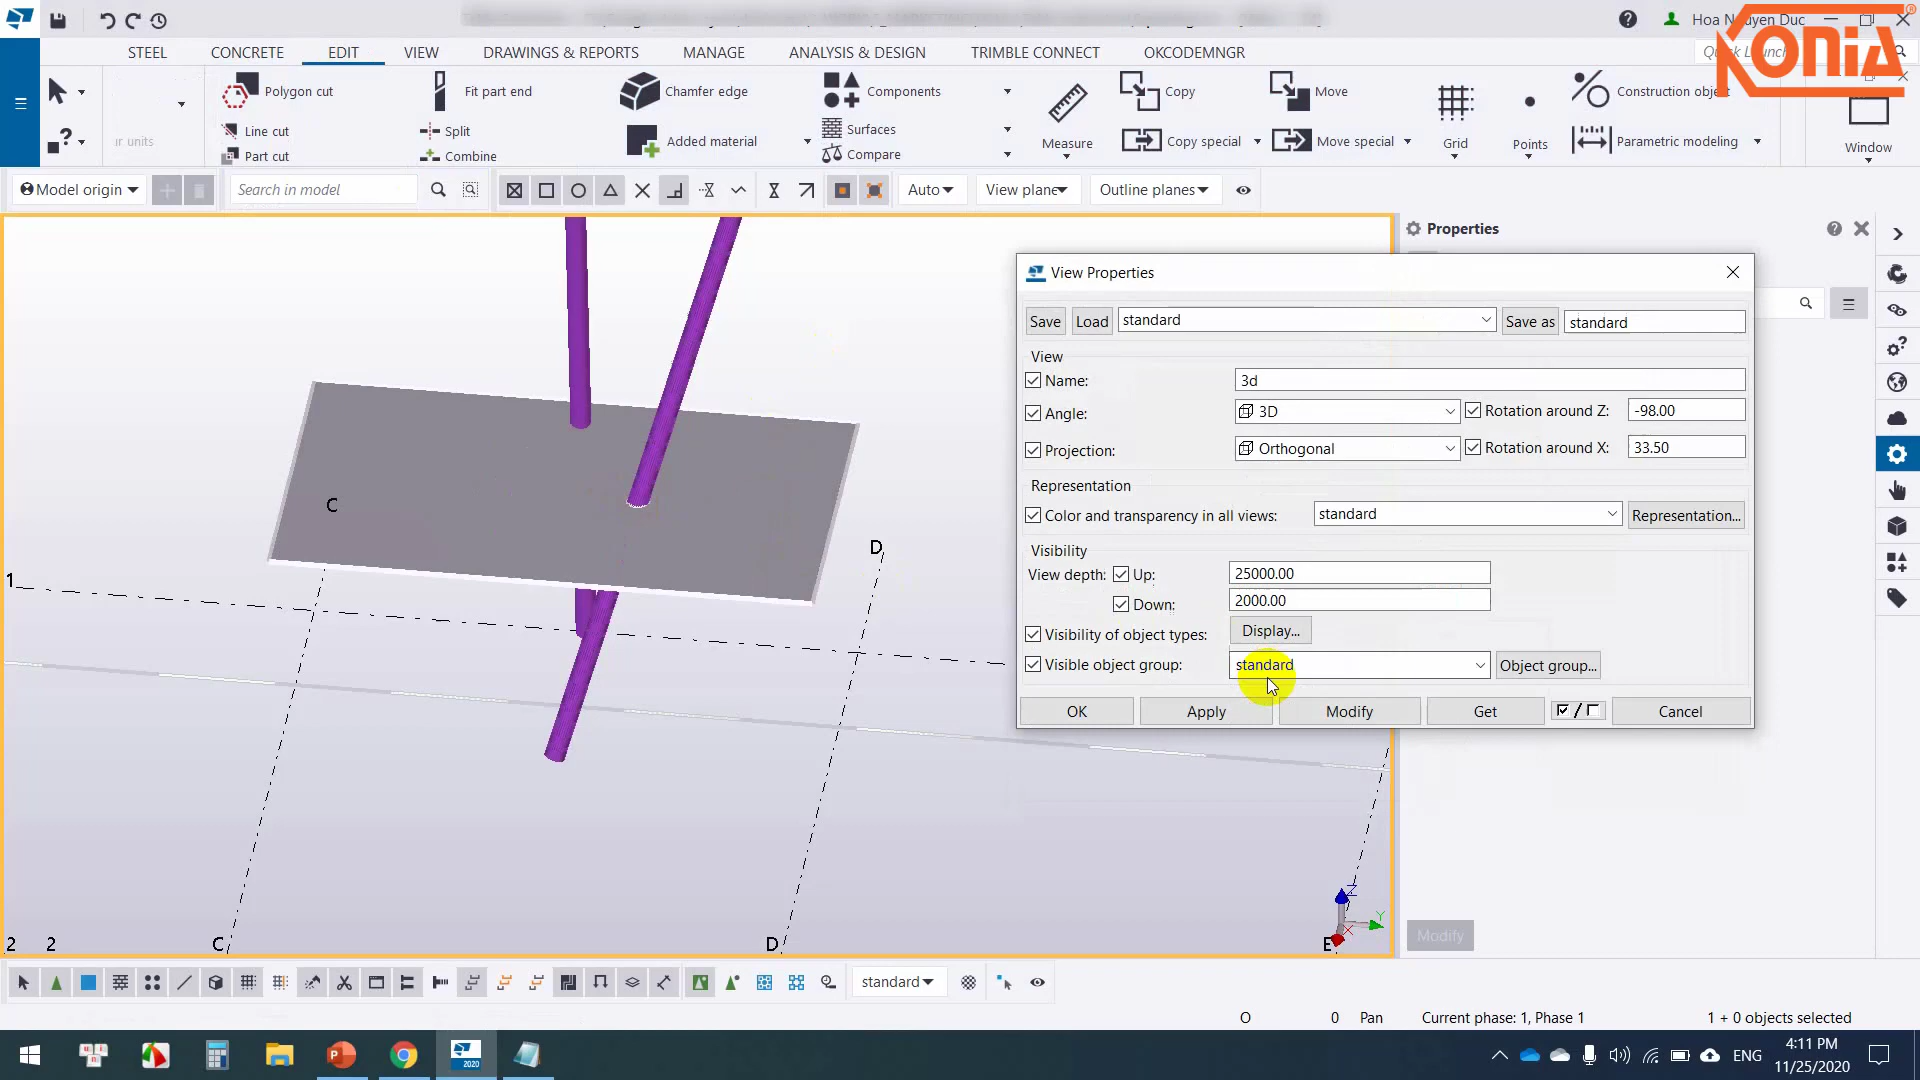 Hoa Nguyen Duc
KONIA
®
STEEL CONCRETE EDIT VIEW DRAWINGS & REPORTS MANAGE ANALYSIS & DESIGN TRIMBLE CONNECT OKCODEMNGR Quick Launch
Polygon cut Fit part end Chamfer edge Components Copy Move Construction object
Line cut Split Surfaces
ur units Added material Measure Copy special Move special Grid Points Parametric modeling Window
Part cut Combine Compare
Model origin Search in model Auto View plane Outline planes
Properties
View Properties
Save Load standard Save as standard
View
Name: 3d
Angle: 3D Rotation around Z: -98.00
Projection: Orthogonal Rotation around X: 33.50
Representation
Color and transparency in all views: standard Representation...
Visibility
View depth: Up: 25000.00
Down: 2000.00
Visibility of object types: Display...
Visible object group: standard Object group...
OK Apply Modify Get / Cancel
C
D
1
Z
Y
X
2 2 C D E
Modify
standard
O 0 Pan Current phase: 1, Phase 1 1 + 0 objects selected
2020
ENG
4:11 PM
11/25/2020